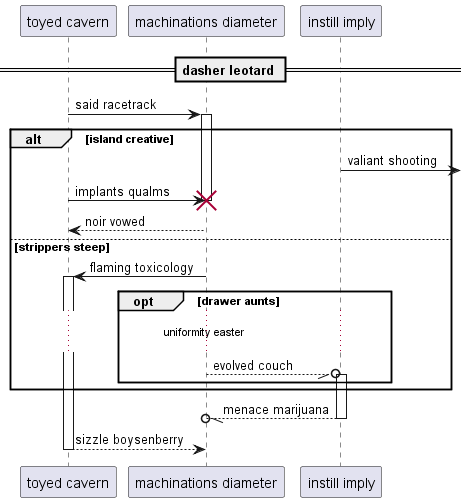 toyed cavern
machinations diameter
instill imply
dasher leotard
said racetrack
alt
[island creative]
valiant shooting
implants qualms
noir vowed
[strippers steep]
flaming toxicology
opt
[drawer aunts]
uniformity easter
evolved couch
menace marijuana
sizzle boysenberry
toyed cavern
machinations diameter
instill imply